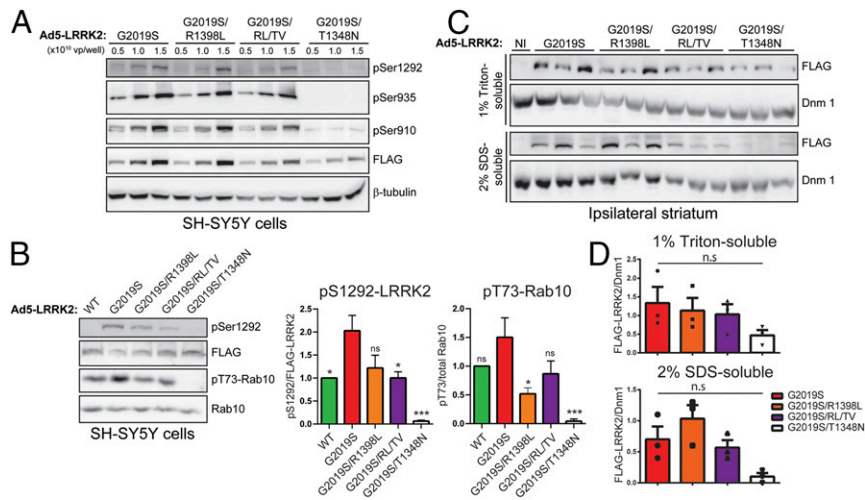 A
Ad5-LRRK2:
(x10¹⁰ vp/well)
G2019S
G2019S/
R1398L
G2019S/
RL/TV
G2019S/
T1348N
0.5 1.0 1.5 0.5 1.0 1.5 0.5 1.0 1.5 0.5 1.0 1.5
pSer1292
pSer935
pSer910
FLAG
β-tubulin
SH-SY5Y cells
B
Ad5-LRRK2:
WT
G2019S
G2019S/R1398L
G2019S/RL/TV
G2019S/T1348N
pSer1292
FLAG
pT73-Rab10
Rab10
SH-SY5Y cells
pS1292-LRRK2
pS1292/FLAG-LRRK2
2.5
2.0
1.5
1.0
0.5
0.0
*
ns
*
***
WT
G2019S
G2019S/R1398L
G2019S/RL/TV
G2019S/T1348N
pT73-Rab10
pT73/total Rab10
2.0
1.5
1.0
0.5
0.0
ns
*
ns
***
WT
G2019S
G2019S/R1398L
G2019S/RL/TV
G2019S/T1348N
C
Ad5-LRRK2:
NI
G2019S
G2019S/
R1398L
G2019S/
RL/TV
G2019S/
T1348N
1% Triton-
soluble
FLAG
Dnm 1
2% SDS-
soluble
FLAG
Dnm 1
Ipsilateral striatum
D
1% Triton-soluble
n.s
FLAG-LRRK2/Dnm1
2.5
2.0
1.5
1.0
0.5
0.0
2% SDS-soluble
n.s
FLAG-LRRK2/Dnm1
1.5
1.0
0.5
0.0
G2019S
G2019S/R1398L
G2019S/RL/TV
G2019S/T1348N